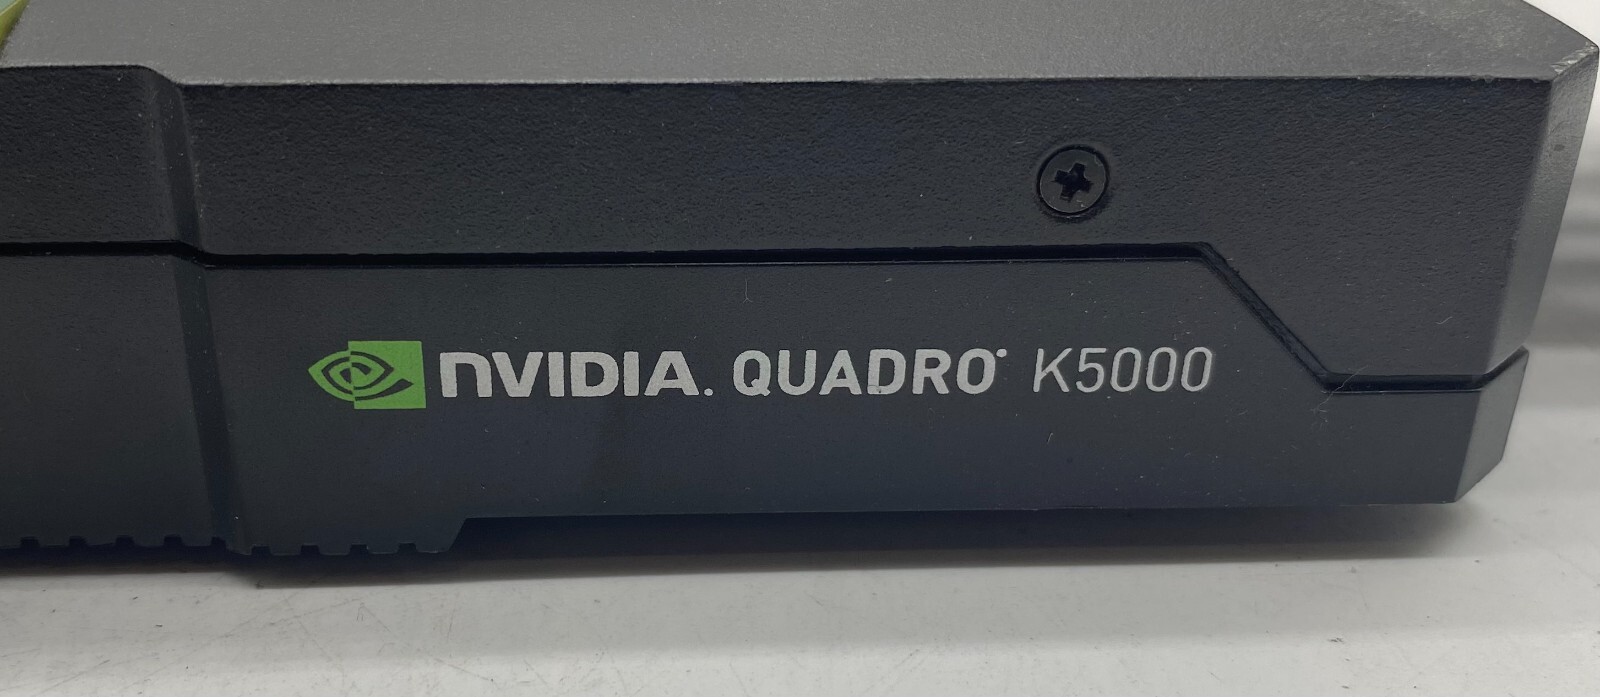 NVIDIA. QUADRO® K5000